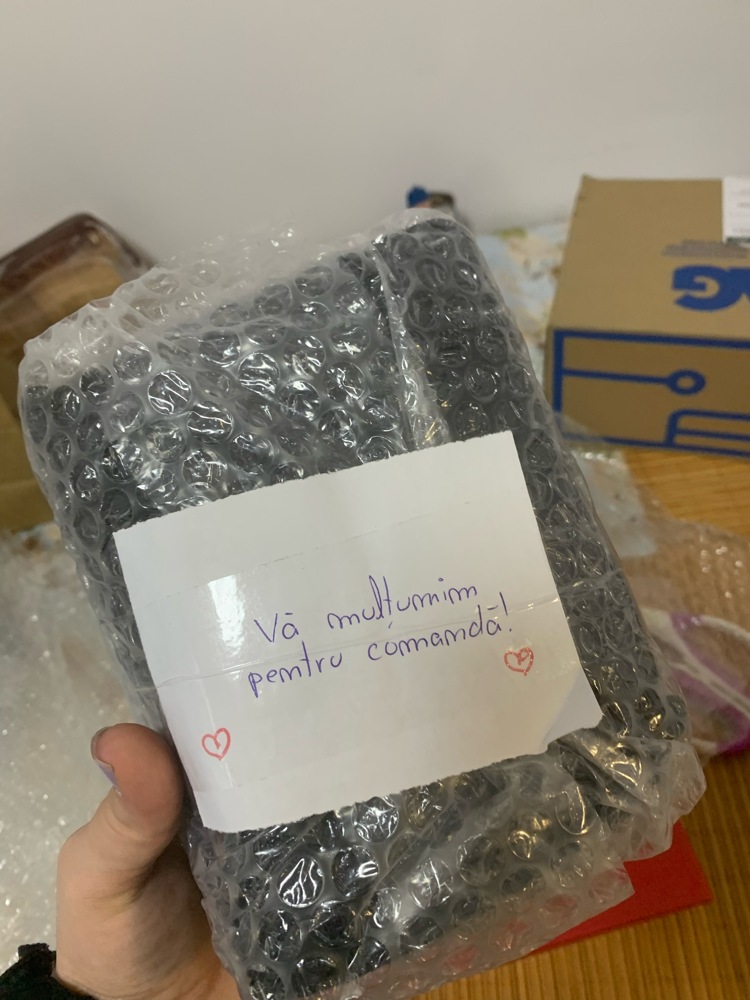 Vă mulțumim
pentru comandă!